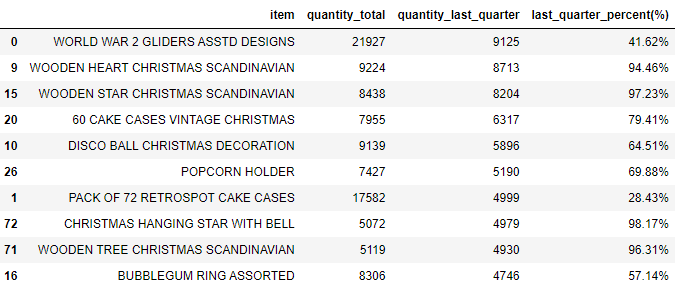 item quantity_total quantity_last_quarter last_quarter_percent(%)
0 WORLD WAR 2 GLIDERS ASSTD DESIGNS 21927 9125 41.62%
9 WOODEN HEART CHRISTMAS SCANDINAVIAN 9224 8713 94.46%
15 WOODEN STAR CHRISTMAS SCANDINAVIAN 8438 8204 97.23%
20 60 CAKE CASES VINTAGE CHRISTMAS 7955 6317 79.41%
10 DISCO BALL CHRISTMAS DECORATION 9139 5896 64.51%
26 POPCORN HOLDER 7427 5190 69.88%
1 PACK OF 72 RETROSPOT CAKE CASES 17582 4999 28.43%
72 CHRISTMAS HANGING STAR WITH BELL 5072 4979 98.17%
71 WOODEN TREE CHRISTMAS SCANDINAVIAN 5119 4930 96.31%
16 BUBBLEGUM RING ASSORTED 8306 4746 57.14%